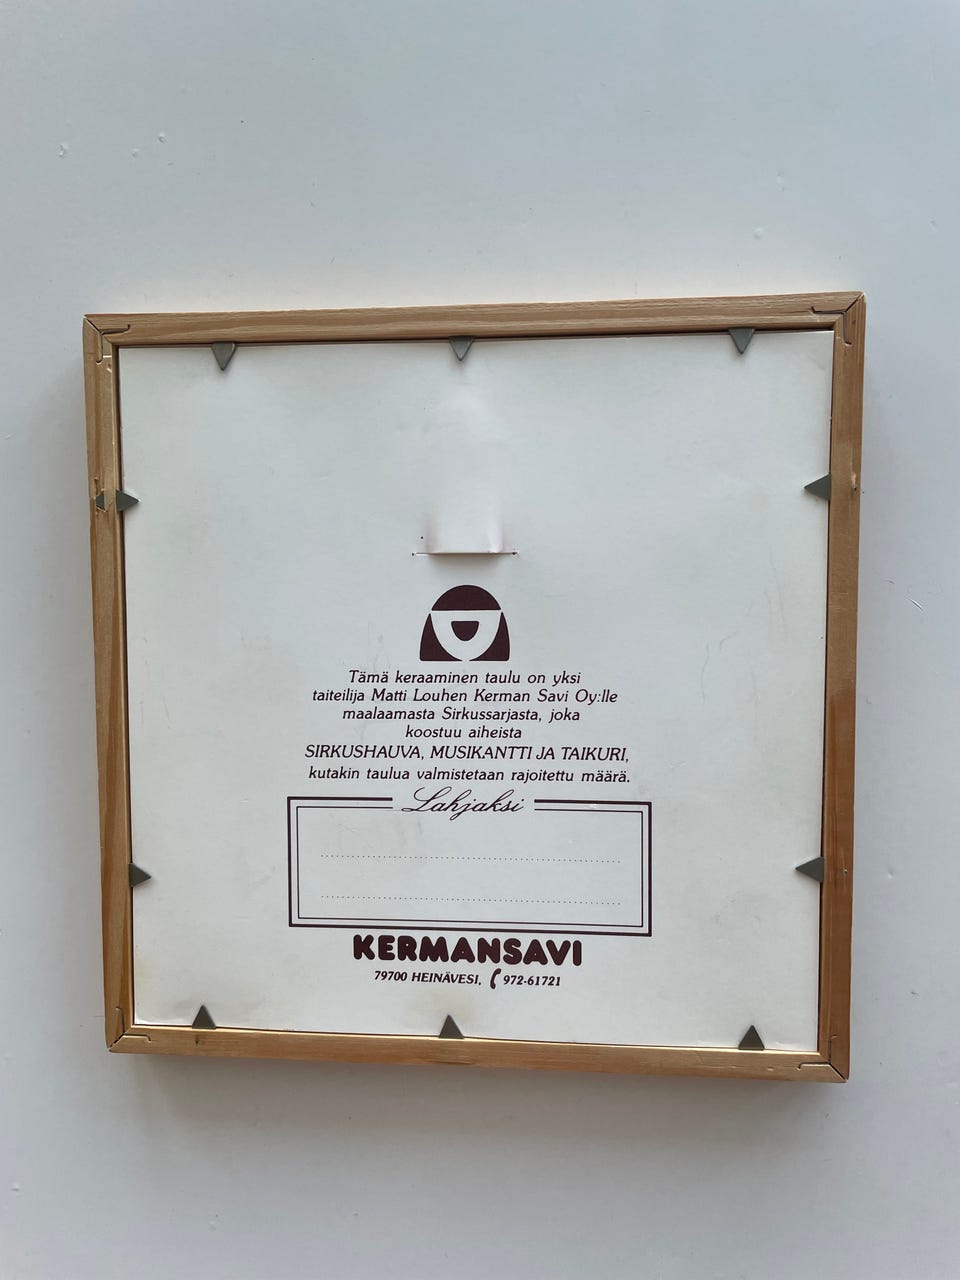 Tämä keraaminen taulu on yksi
taiteilija Matti Louhen Kerman Savi Oy:lle
maalaamasta Sirkussarjasta, joka
koostuu aiheista
SIRKUSHAUVA, MUSIKANTTI JA TAIKURI,
kutakin taulua valmistetaan rajoitettu määrä.
Lahjaksi
KERMANSAVI
79700 HEINÄVESI, 972-61721